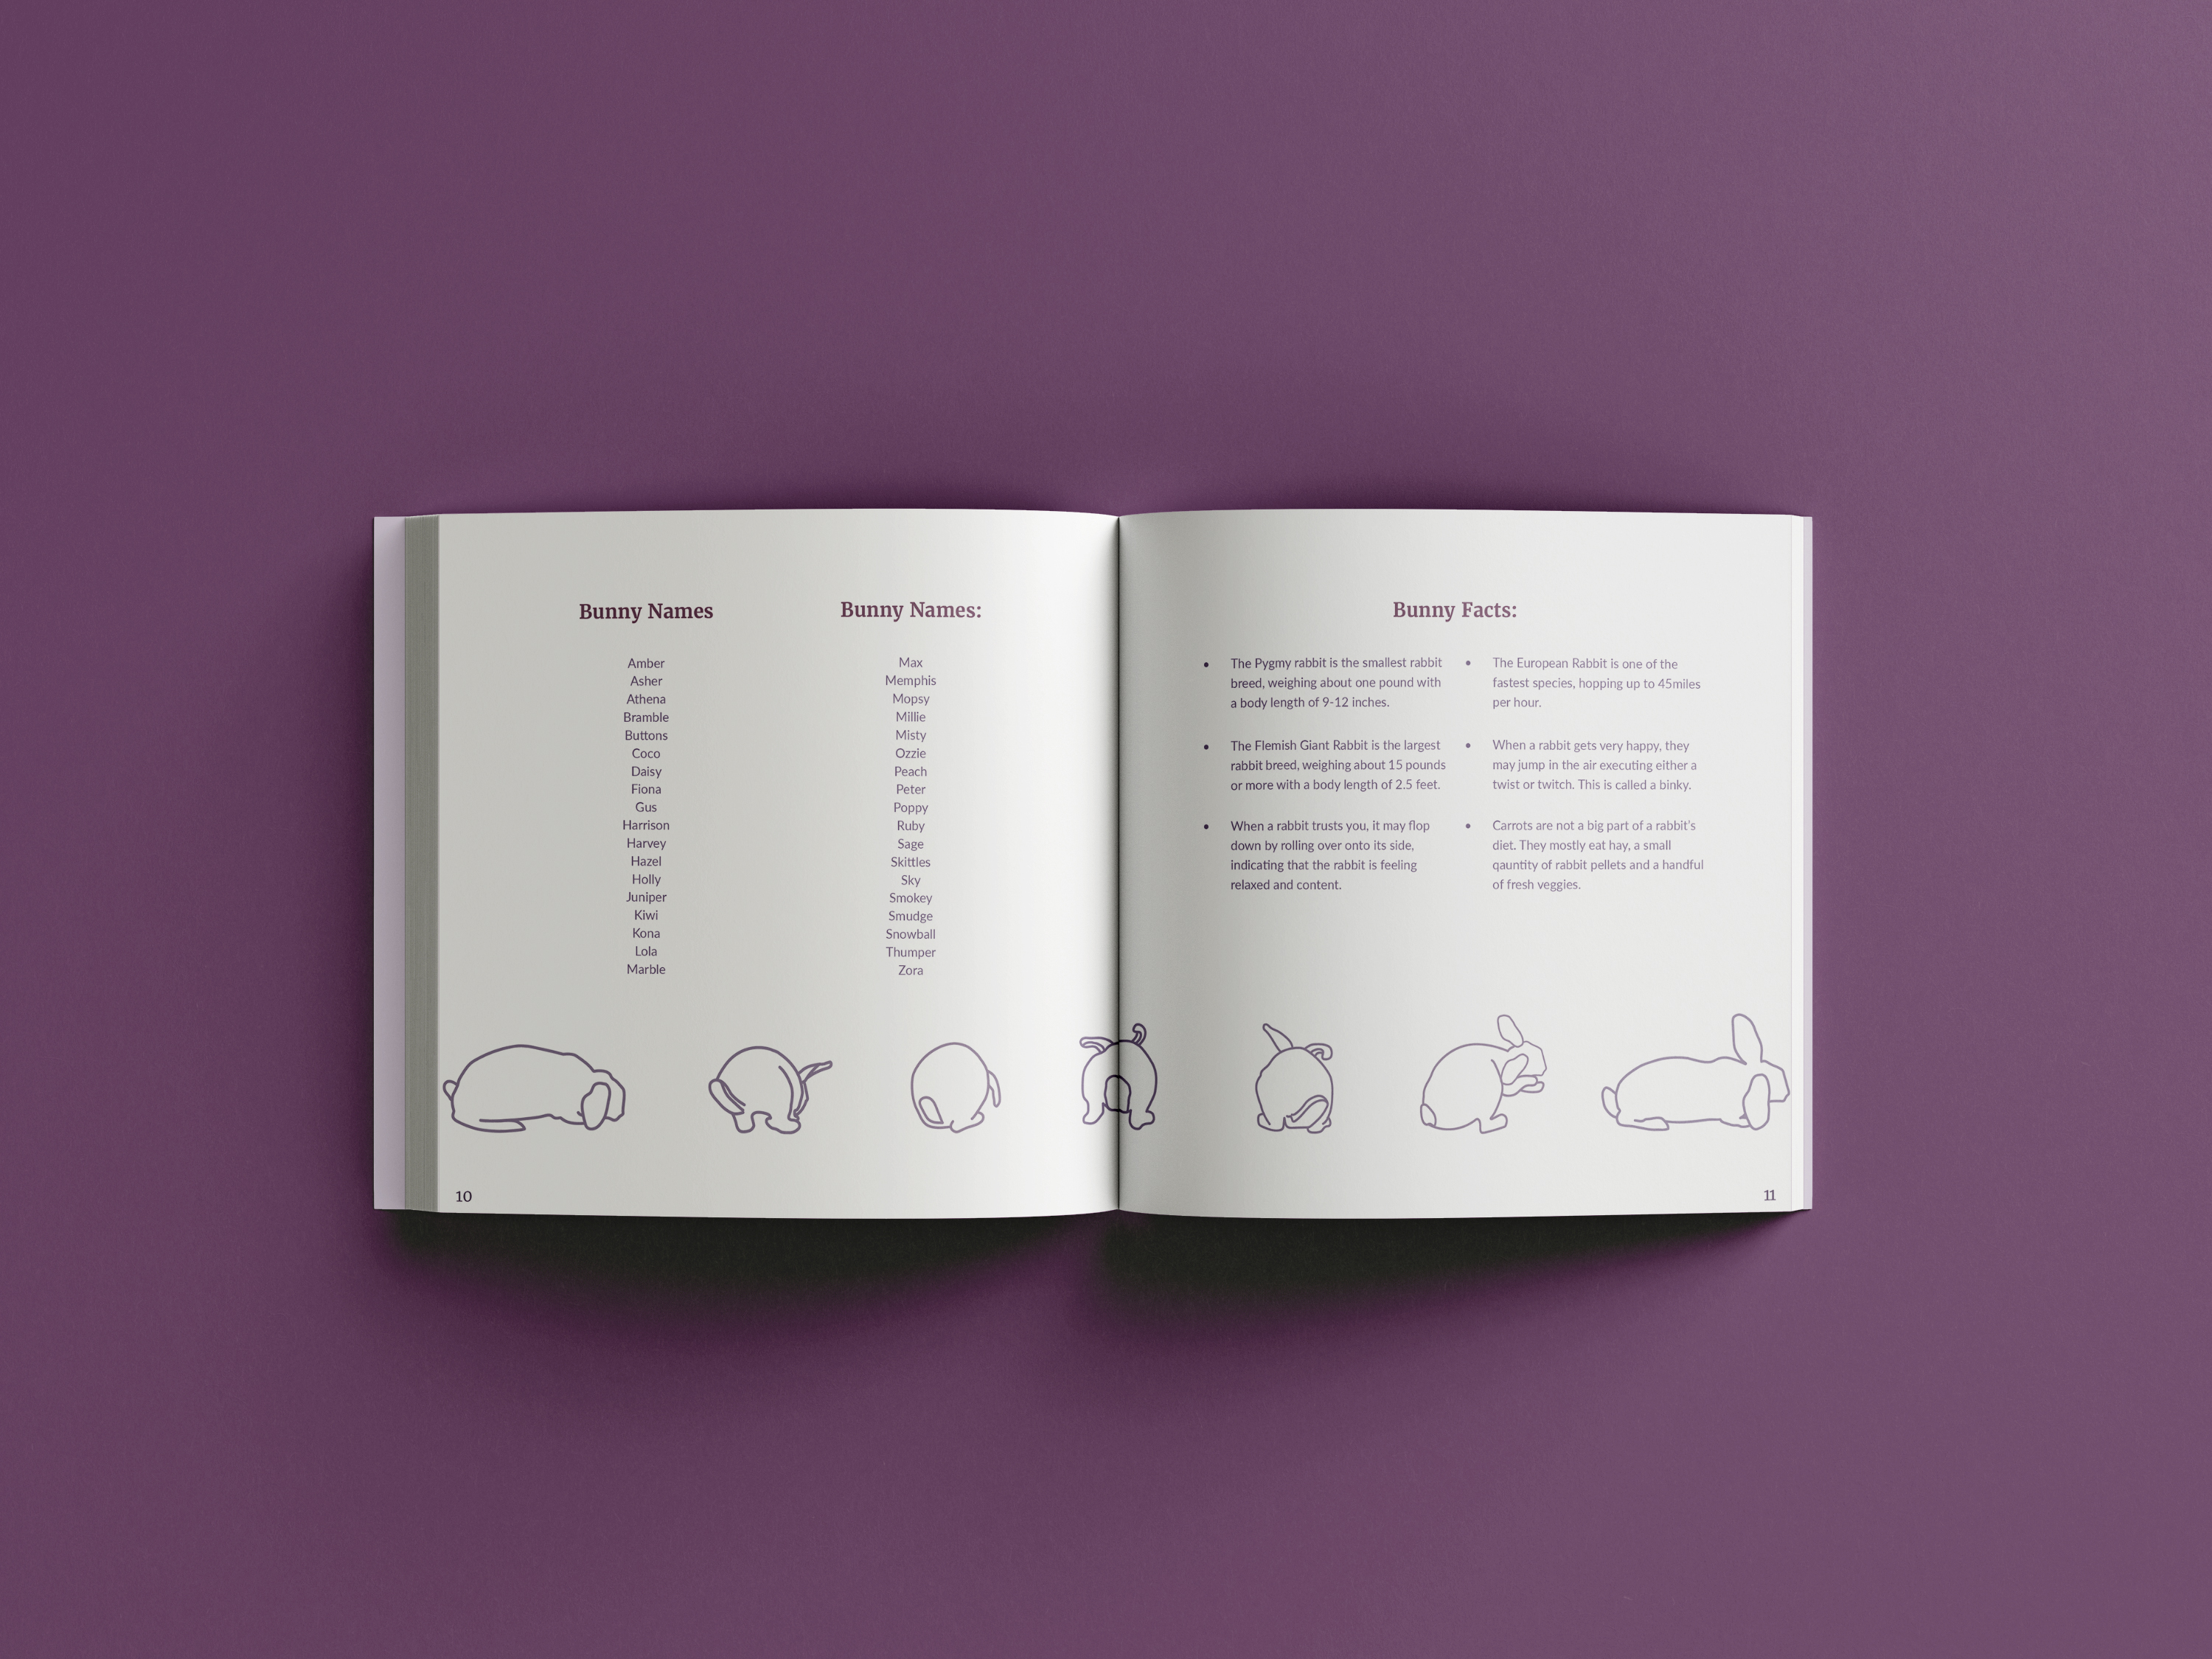 Bunny Names
Amber
Asher
Athena
Bramble
Buttons
Coco
Daisy
Fiona
Gus
Harrison
Harvey
Hazel
Holly
Juniper
Kiwi
Kona
Lola
Marble
Bunny Names:
Max
Memphis
Mopsy
Millie
Misty
Ozzie
Peach
Peter
Poppy
Ruby
Sage
Skittles
Sky
Smokey
Smudge
Snowball
Thumper
Zora
10
Bunny Facts:
• The Pygmy rabbit is the smallest rabbit
breed, weighing about one pound with
a body length of 9-12 inches.
• The Flemish Giant Rabbit is the largest
rabbit breed, weighing about 15 pounds
or more with a body length of 2.5 feet.
• When a rabbit trusts you, it may flop
down by rolling over onto its side,
indicating that the rabbit is feeling
relaxed and content.
• The European Rabbit is one of the
fastest species, hopping up to 45miles
per hour.
• When a rabbit gets very happy, they
may jump in the air executing either a
twist or twitch. This is called a binky.
• Carrots are not a big part of a rabbit's
diet. They mostly eat hay, a small
qauntity of rabbit pellets and a handful
of fresh veggies.
11